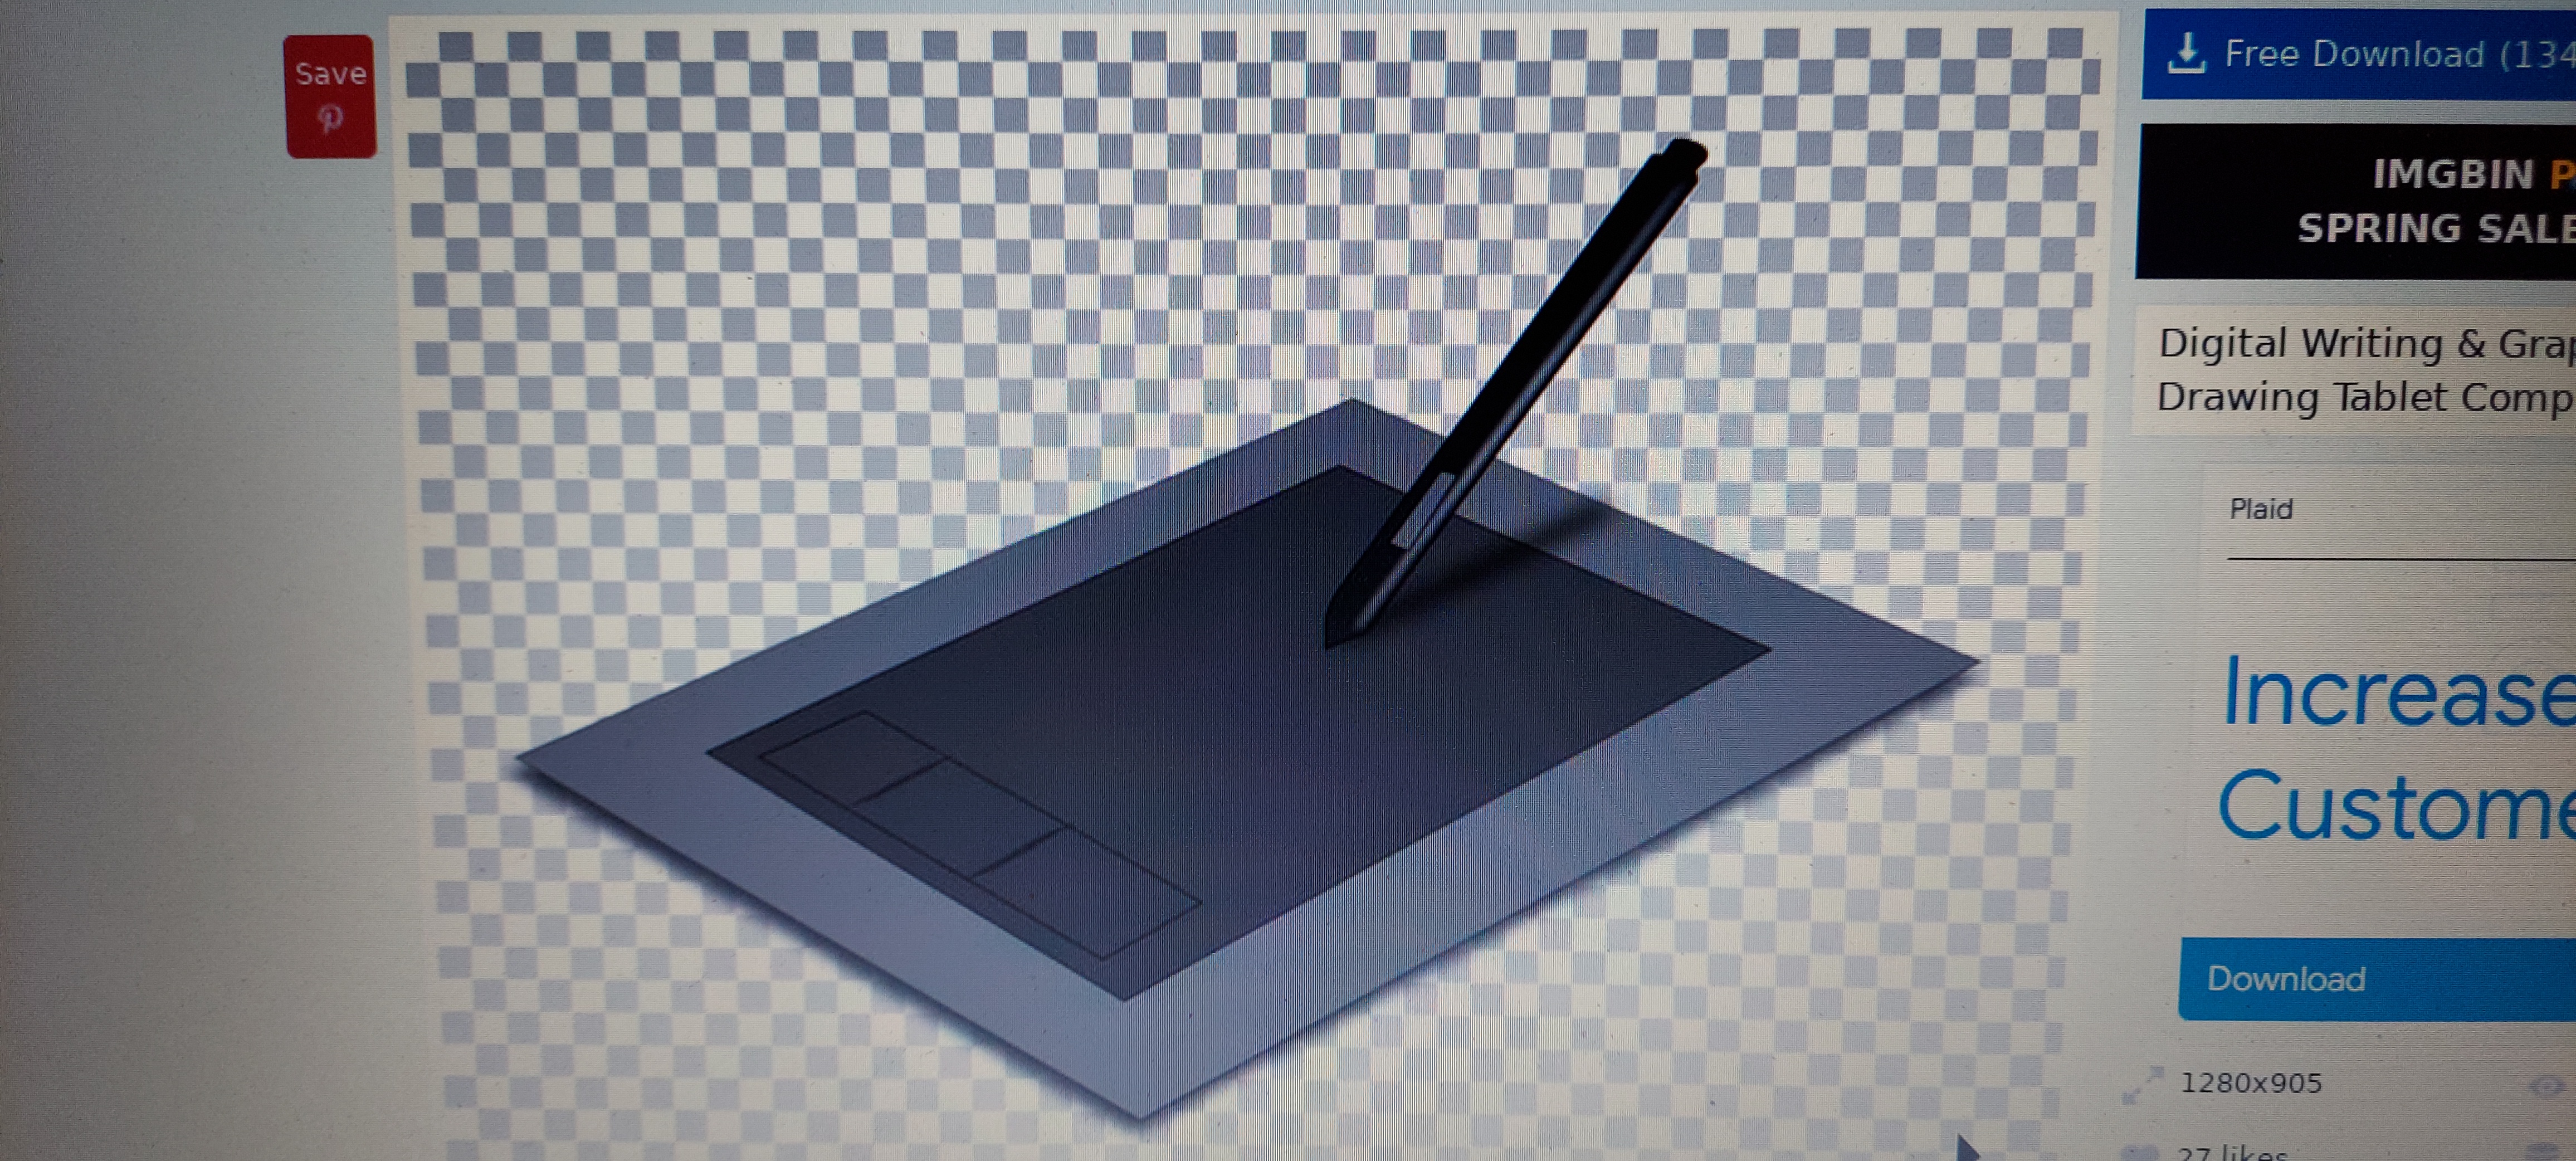 Save
Free Download (134
IMGBIN P
SPRING SALE
Digital Writing & Grap
Drawing Tablet Comp
Plaid
Increase
Custome
Download
1280x905
27 likes